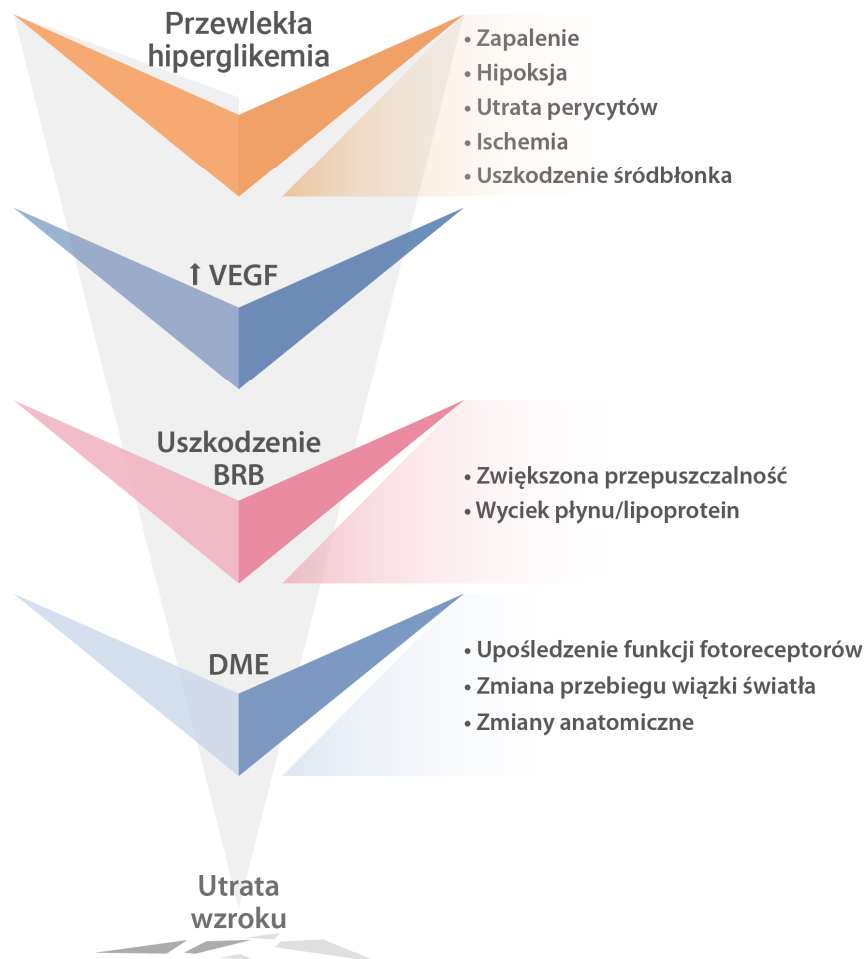 Przewlekła
hiperglikemia
• Zapalenie
• Hipoksja
• Utrata perycytów
• Ischemia
• Uszkodzenie śródbłonka
↑ VEGF
Uszkodzenie
BRB
• Zwiększona przepuszczalność
• Wyciek płynu/lipoprotein
DME
• Upośledzenie funkcji fotoreceptorów
• Zmiana przebiegu wiązki światła
• Zmiany anatomiczne
Utrata
wzroku